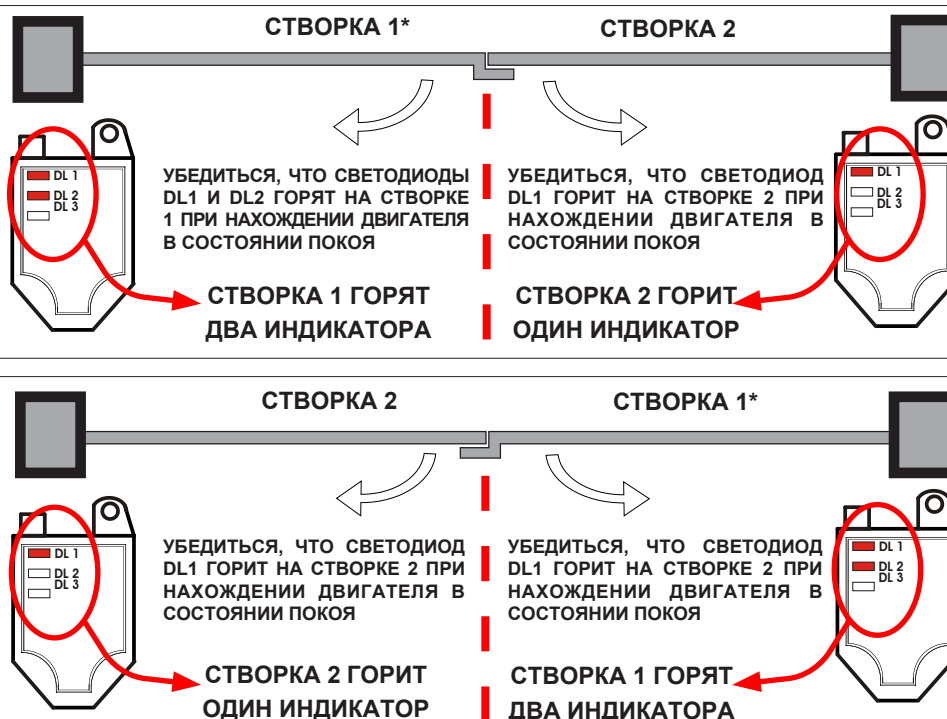 СТВОРКА 1*
СТВОРКА 2
DL 1
DL 2
DL 3
УБЕДИТЬСЯ, ЧТО СВЕТОДИОДЫ
DL1 И DL2 ГОРЯТ НА СТВОРКЕ
1 ПРИ НАХОЖДЕНИИ ДВИГАТЕЛЯ
В СОСТОЯНИИ ПОКОЯ
УБЕДИТЬСЯ, ЧТО СВЕТОДИОД
DL1 ГОРИТ НА СТВОРКЕ 2 ПРИ
НАХОЖДЕНИИ ДВИГАТЕЛЯ В
СОСТОЯНИИ ПОКОЯ
DL 1
DL 2
DL 3
СТВОРКА 1 ГОРЯТ
ДВА ИНДИКАТОРА
СТВОРКА 2 ГОРИТ
ОДИН ИНДИКАТОР
СТВОРКА 2
СТВОРКА 1*
DL 1
DL 2
DL 3
УБЕДИТЬСЯ, ЧТО СВЕТОДИОД
DL1 ГОРИТ НА СТВОРКЕ 2 ПРИ
НАХОЖДЕНИИ ДВИГАТЕЛЯ В
СОСТОЯНИИ ПОКОЯ
УБЕДИТЬСЯ, ЧТО СВЕТОДИОД
DL1 ГОРИТ НА СТВОРКЕ 2 ПРИ
НАХОЖДЕНИИ ДВИГАТЕЛЯ В
СОСТОЯНИИ ПОКОЯ
DL 1
DL 2
DL 3
СТВОРКА 2 ГОРИТ
ОДИН ИНДИКАТОР
СТВОРКА 1 ГОРЯТ
ДВА ИНДИКАТОРА